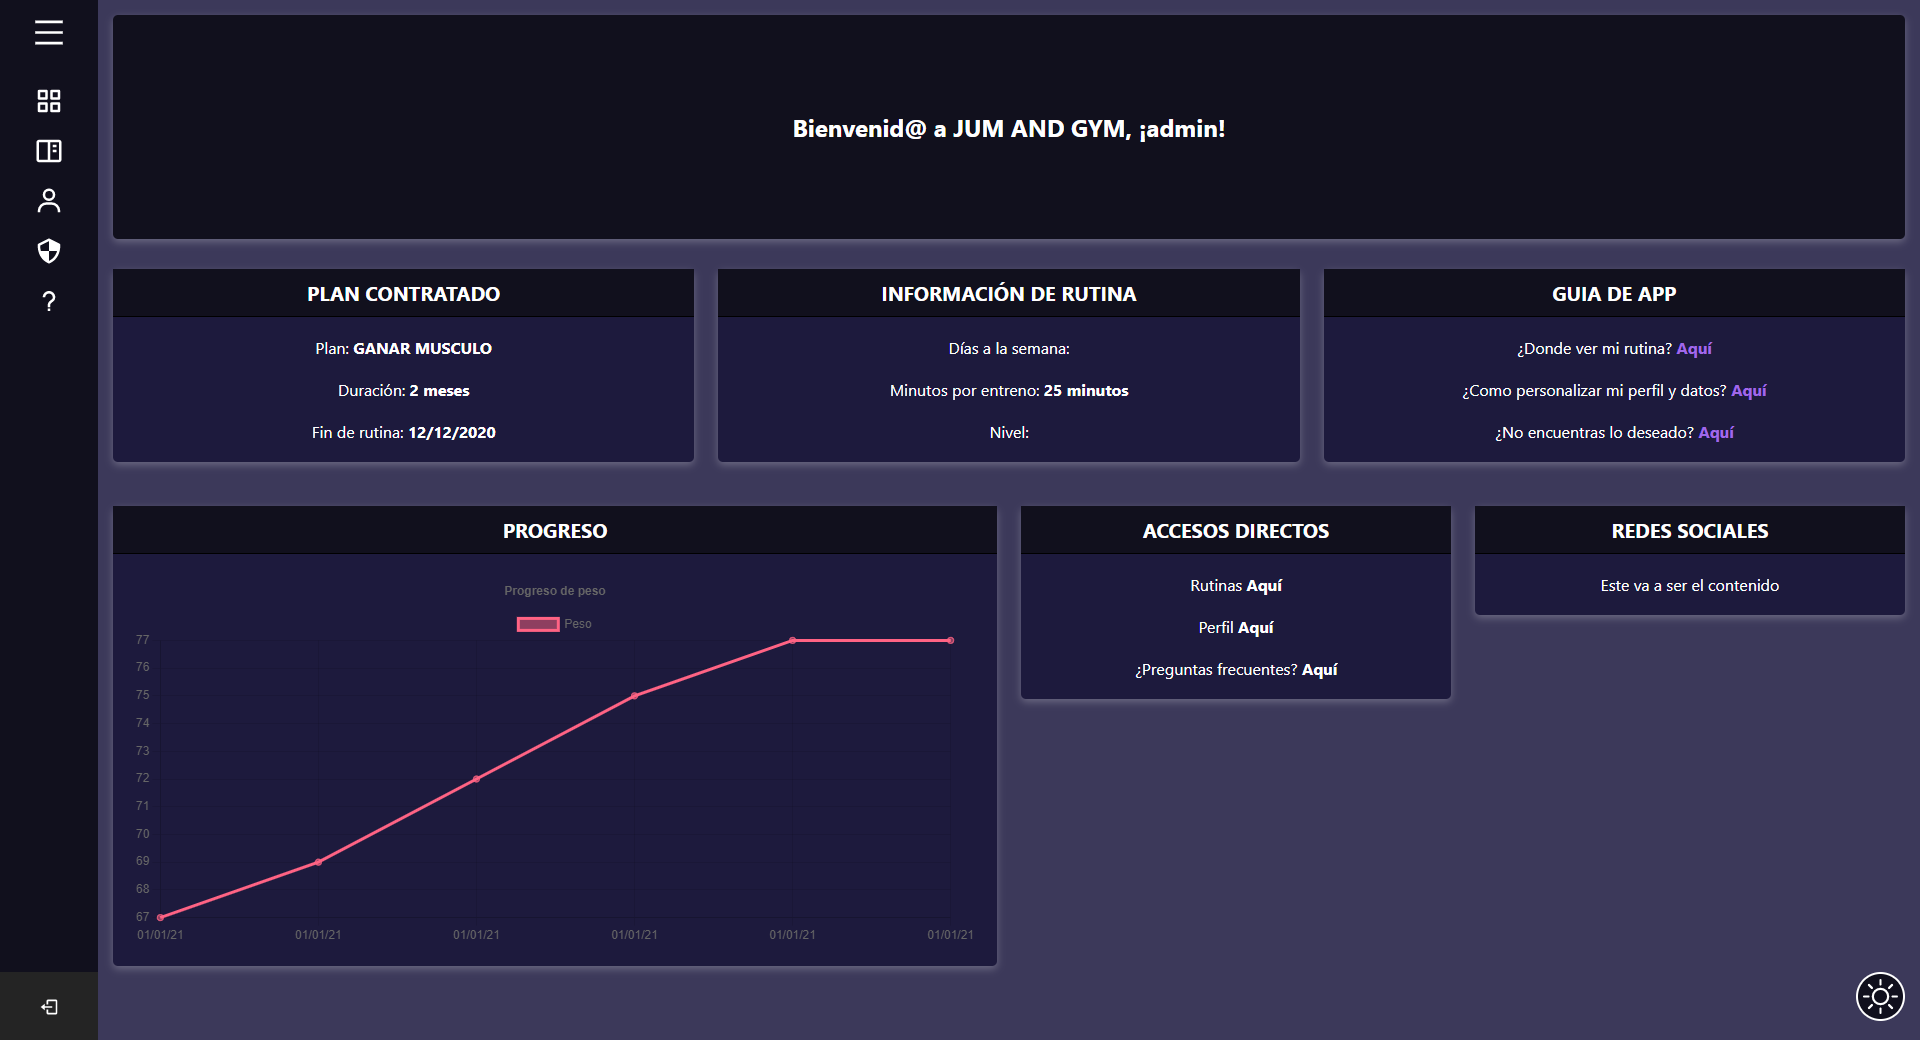 Bienvenid@ a JUM AND GYM, ¡admin!
PLAN CONTRATADO
Plan: GANAR MUSCULO
Duración: 2 meses
Fin de rutina: 12/12/2020
INFORMACIÓN DE RUTINA
Días a la semana:
Minutos por entreno: 25 minutos
Nivel:
GUIA DE APP
¿Donde ver mi rutina? Aquí
¿Como personalizar mi perfil y datos? Aquí
¿No encuentras lo deseado? Aquí
PROGRESO
Progreso de peso
Peso
77
76
75
74
73
72
71
70
69
68
67
01/01/21 01/01/21 01/01/21 01/01/21 01/01/21 01/01/21
ACCESOS DIRECTOS
Rutinas Aquí
Perfil Aquí
¿Preguntas frecuentes? Aquí
REDES SOCIALES
Este va a ser el contenido